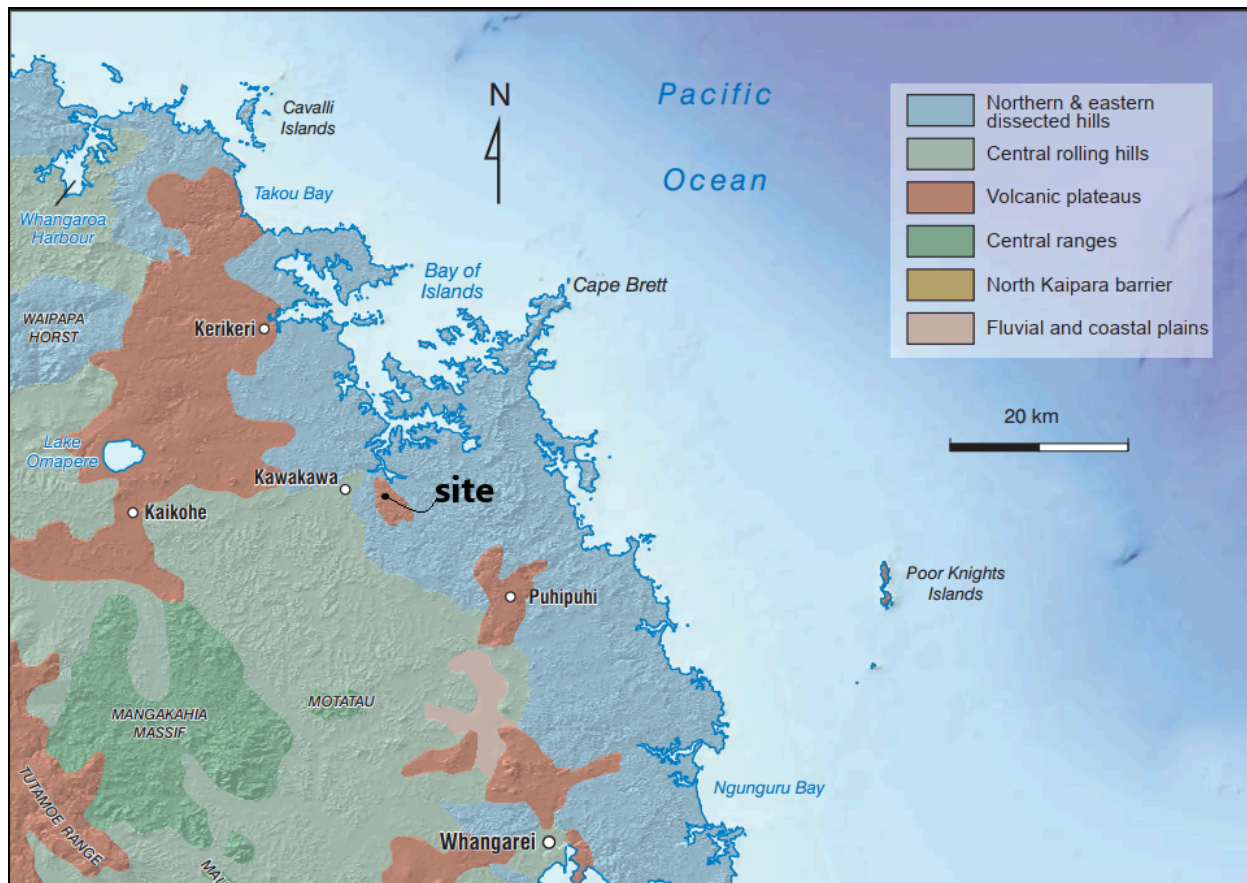 Cavalli
Islands
N
Pacific
Ocean
Northern & eastern
dissected hills
Central rolling hills
Volcanic plateaus
Central ranges
North Kaipara barrier
Fluvial and coastal plains
20 km
Takou Bay
Whangaroa
Harbour
Bay of
Islands
Cape Brett
WAIPAPA
HORST
Kerikeri
Lake
Omapere
Kawakawa
site
Kaikohe
Puhipuhi
Poor Knights
Islands
MOTATAU
MANGAKAHIA
MASSIF
TUTAMOE RANGE
Ngunguru Bay
Whangarei